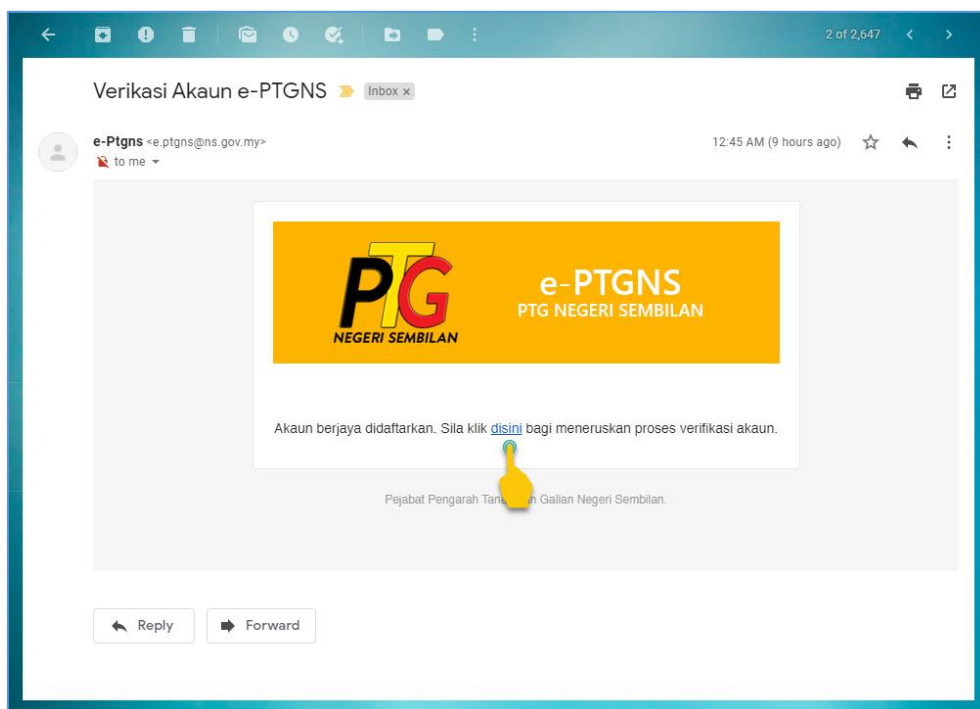 2 of 2,647
Verikasi Akaun e-PTGNS Inbox x
e-Ptgns <e.ptgns@ns.gov.my> 12:45 AM (9 hours ago)
to me
PTG
NEGERI SEMBILAN
e-PTGNS
PTG NEGERI SEMBILAN
Akaun berjaya didaftarkan. Sila klik disini bagi meneruskan proses verifikasi akaun.
Pejabat Pengarah Galian Negeri Sembilan.
Reply Forward